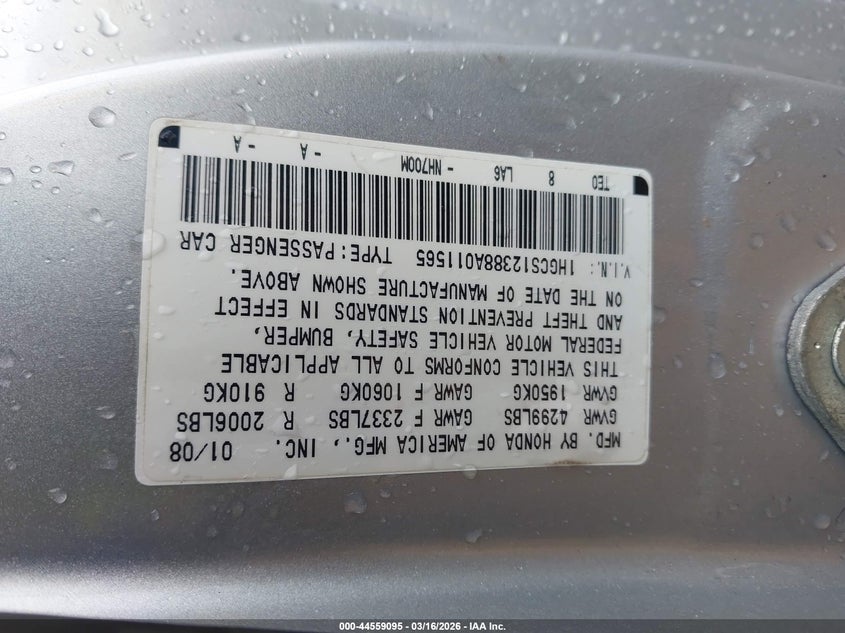 MFD. BY HONDA OF AMERICA MFG., INC. 01/08
GVWR 4299LBS GAWR F 2337LBS R 2006LBS
GVWR 1950KG GAWR F 1060KG R 910KG
THIS VEHICLE CONFORMS TO ALL APPLICABLE
FEDERAL MOTOR VEHICLE SAFETY, BUMPER,
AND THEFT PREVENTION STANDARDS IN EFFECT
ON THE DATE OF MANUFACTURE SHOWN ABOVE.
V.I.N.: 1HGCS12388A011565 TYPE:PASSENGER CAR
TE0 8 LA6 - NH700M - A - A
000-44559095 - 03/16/2026 - IAA Inc.